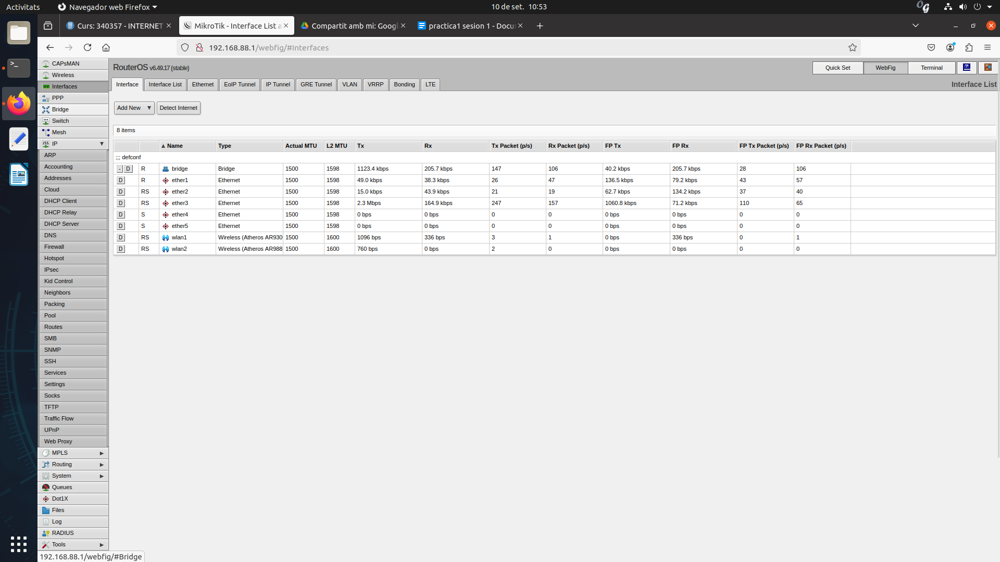 Activitats
Navegador web Firefox
10 de set. 10:53
Curs: 340357 - INTERNET
MikroTik - Interface List a
Compartit amb mi: Googl
practica1 sesion 1 - Docu
192.168.88.1/webfig/#Interfaces
CAPsMAN
Wireless
Interfaces
PPP
Bridge
Switch
Mesh
IP
ARP
Accounting
Addresses
Cloud
DHCP Client
DHCP Relay
DHCP Server
DNS
Firewall
Hotspot
IPsec
Kid Control
Neighbors
Packing
Pool
Routes
SMB
SNMP
SSH
Services
Settings
Socks
TFTP
Traffic Flow
UPnP
Web Proxy
MPLS
Routing
System
Queues
Dot1X
Files
Log
RADIUS
Tools
192.168.88.1/webfig/#Bridge
RouterOS v6.49.17 (stable)
Quick Set WebFig Terminal
Interface Interface List Ethernet EoIP Tunnel IP Tunnel GRE Tunnel VLAN VRRP Bonding LTE
Interface List
Add New Detect Internet
8 items
Name Type Actual MTU L2 MTU Tx Rx Tx Packet (p/s) Rx Packet (p/s) FP Tx FP Rx FP Tx Packet (p/s) FP Rx Packet (p/s)
;;; defconf
- D R bridge Bridge 1500 1598 1123.4 kbps 205.7 kbps 147 106 40.2 kbps 205.7 kbps 28 106
D R ether1 Ethernet 1500 1598 49.0 kbps 38.3 kbps 26 47 136.5 kbps 79.2 kbps 43 57
D RS ether2 Ethernet 1500 1598 15.0 kbps 43.9 kbps 21 19 62.7 kbps 134.2 kbps 37 40
D RS ether3 Ethernet 1500 1598 2.3 Mbps 164.9 kbps 247 157 1060.8 kbps 71.2 kbps 110 65
D S ether4 Ethernet 1500 1598 0 bps 0 bps 0 0 0 bps 0 bps 0 0
D S ether5 Ethernet 1500 1598 0 bps 0 bps 0 0 0 bps 0 bps 0 0
D RS wlan1 Wireless (Atheros AR930 1500 1600 1096 bps 336 bps 3 1 0 bps 336 bps 0 1
D RS wlan2 Wireless (Atheros AR988 1500 1600 760 bps 0 bps 2 0 0 bps 0 bps 0 0